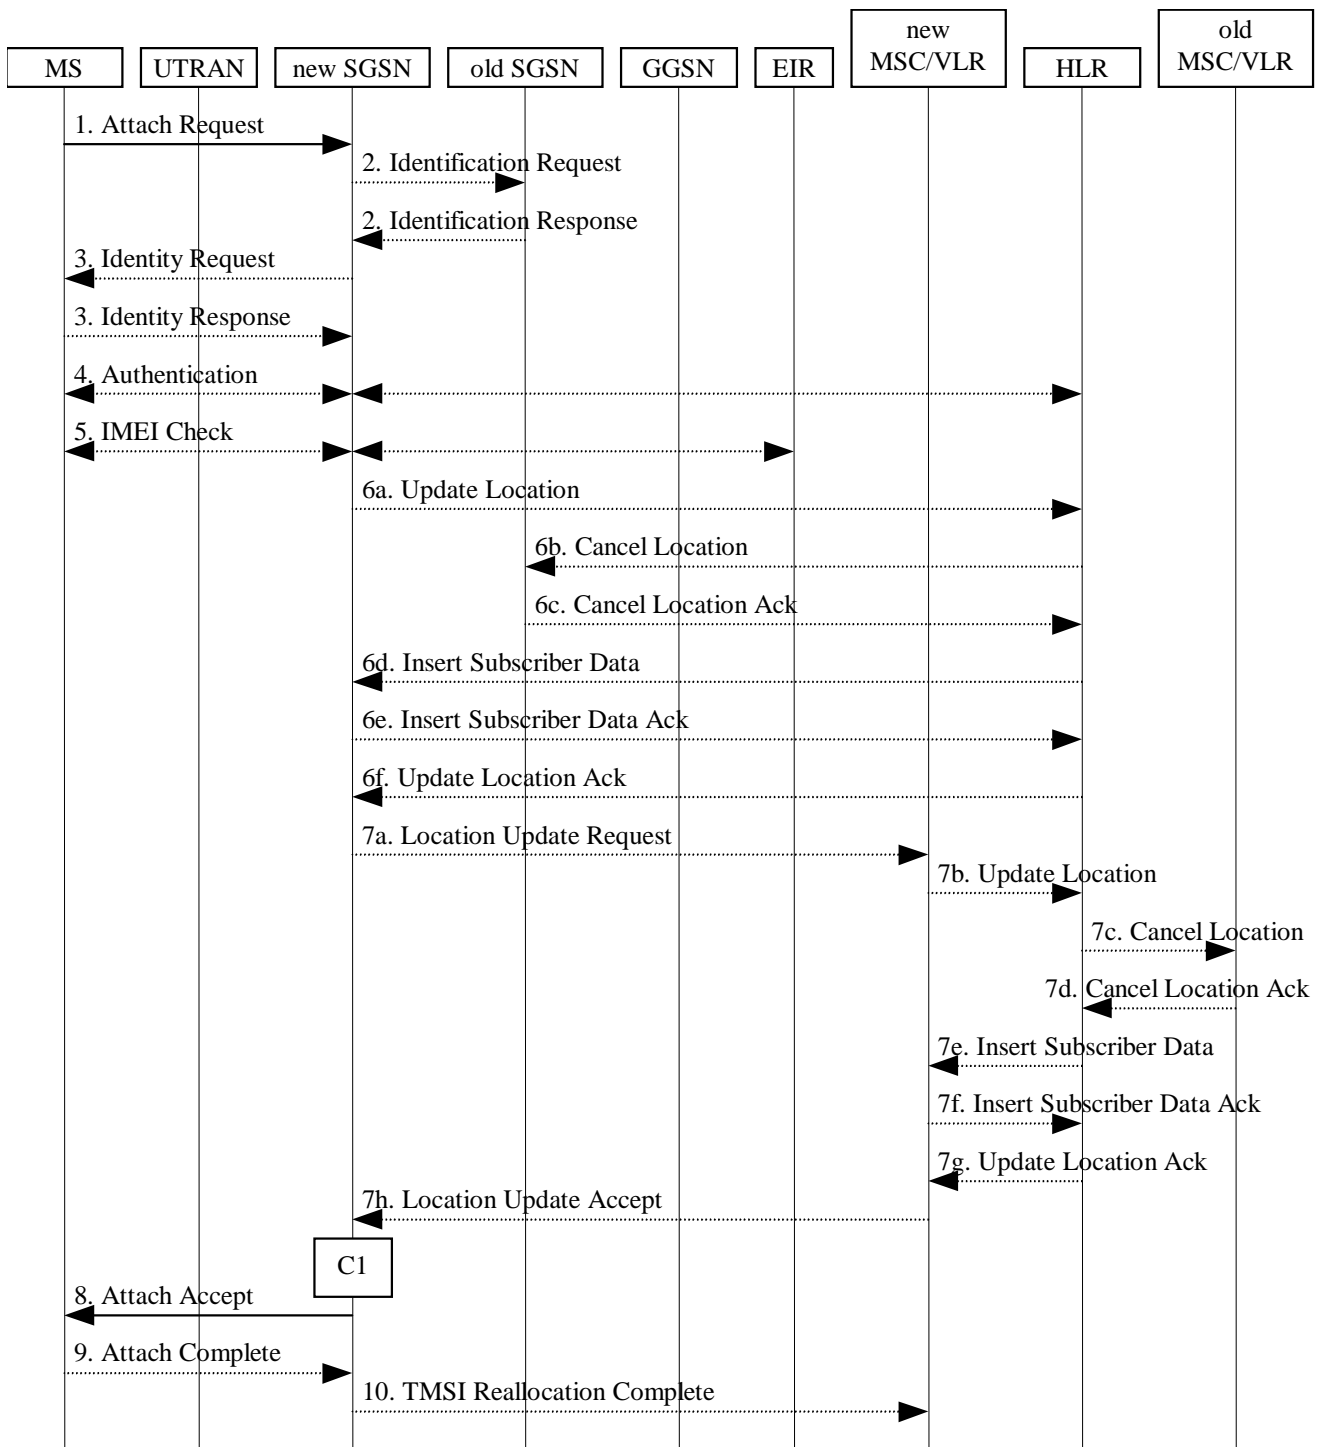 new
MSC/VLR
old
MSC/VLR
MS
UTRAN
new SGSN
old SGSN
GGSN
EIR
HLR
1. Attach Request
2. Identification Request
2. Identification Response
3. Identity Request
3. Identity Response
4. Authentication
5. IMEI Check
6a. Update Location
6b. Cancel Location
6c. Cancel Location Ack
6d. Insert Subscriber Data
6e. Insert Subscriber Data Ack
6f. Update Location Ack
7a. Location Update Request
7b. Update Location
7c. Cancel Location
7d. Cancel Location Ack
7e. Insert Subscriber Data
7f. Insert Subscriber Data Ack
7g. Update Location Ack
7h. Location Update Accept
C1
8. Attach Accept
9. Attach Complete
10. TMSI Reallocation Complete